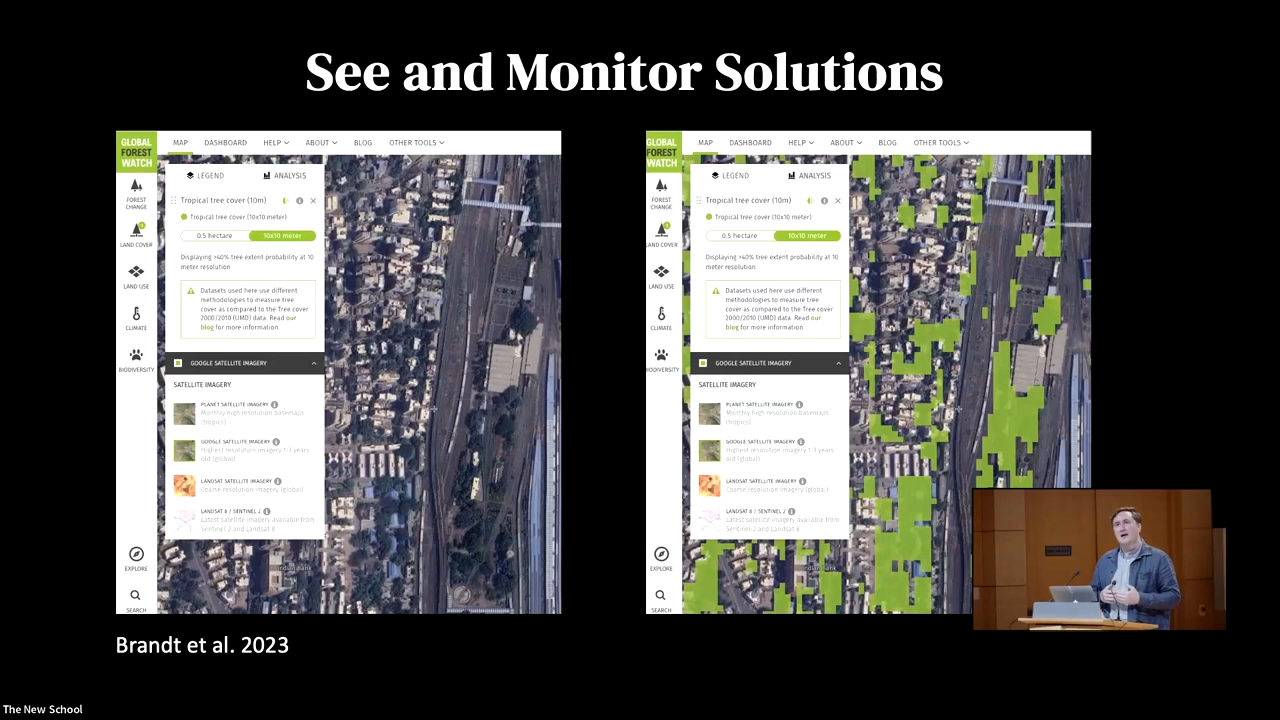 See and Monitor Solutions
GLOBAL
FOREST
WATCH
MAP DASHBOARD HELP ABOUT BLOG OTHER TOOLS
FOREST
CHANGE
LAND COVER
LAND USE
CLIMATE
BIODIVERSITY
EXPLORE
SEARCH
LEGEND ANALYSIS
Tropical tree cover (10m)
Tropical tree cover (10x10 meter)
0.5 hectare 10x10 meter
Displaying >40% tree extent probability at 10
meter resolution
Datasets used here use different
methodologies to measure tree
cover as compared to the Tree cover
2000/2010 (UMD) data. Read our
blog for more information.
GOOGLE SATELLITE IMAGERY
SATELLITE IMAGERY
PLANET SATELLITE IMAGERY
Monthly high resolution basemaps
(tropics)
GOOGLE SATELLITE IMAGERY
Highest resolution imagery 1-3 years
old (global)
LANDSAT SATELLITE IMAGERY
Coarse resolution imagery (global)
LANDSAT 8 / SENTINEL 2
Latest satellite imagery available from
Sentinel 2 and Landsat 8
Indian Bank
GLOBAL
FOREST
WATCH
MAP DASHBOARD HELP ABOUT BLOG OTHER TOOLS
FOREST
CHANGE
LAND COVER
LAND USE
CLIMATE
BIODIVERSITY
EXPLORE
SEARCH
LEGEND ANALYSIS
Tropical tree cover (10m)
Tropical tree cover (10x10 meter)
0.5 hectare 10x10 meter
Displaying >40% tree extent probability at 10
meter resolution
Datasets used here use different
methodologies to measure tree
cover as compared to the Tree cover
2000/2010 (UMD) data. Read our
blog for more information.
GOOGLE SATELLITE IMAGERY
SATELLITE IMAGERY
PLANET SATELLITE IMAGERY
Monthly high resolution basemaps
(tropics)
GOOGLE SATELLITE IMAGERY
Highest resolution imagery 1-3 years
old (global)
LANDSAT SATELLITE IMAGERY
Coarse resolution imagery (global)
LANDSAT 8 / SENTINEL 2
Latest satellite imagery available from
Sentinel 2 and Landsat 8
Indian Bank
Brandt et al. 2023
The New School